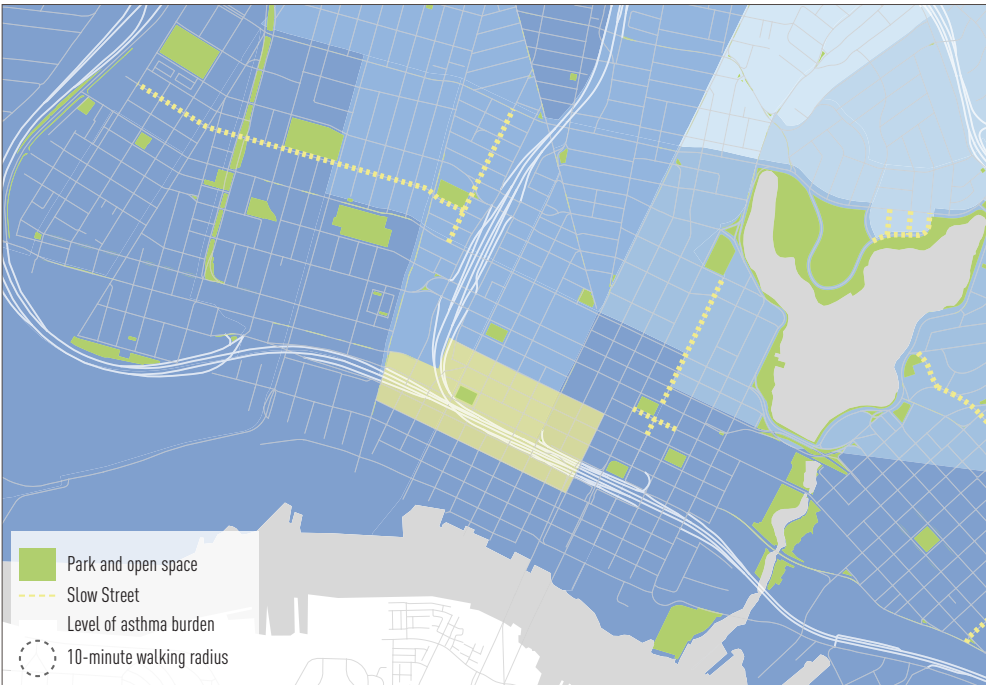 Park and open space
Slow Street
Level of asthma burden
10-minute walking radius